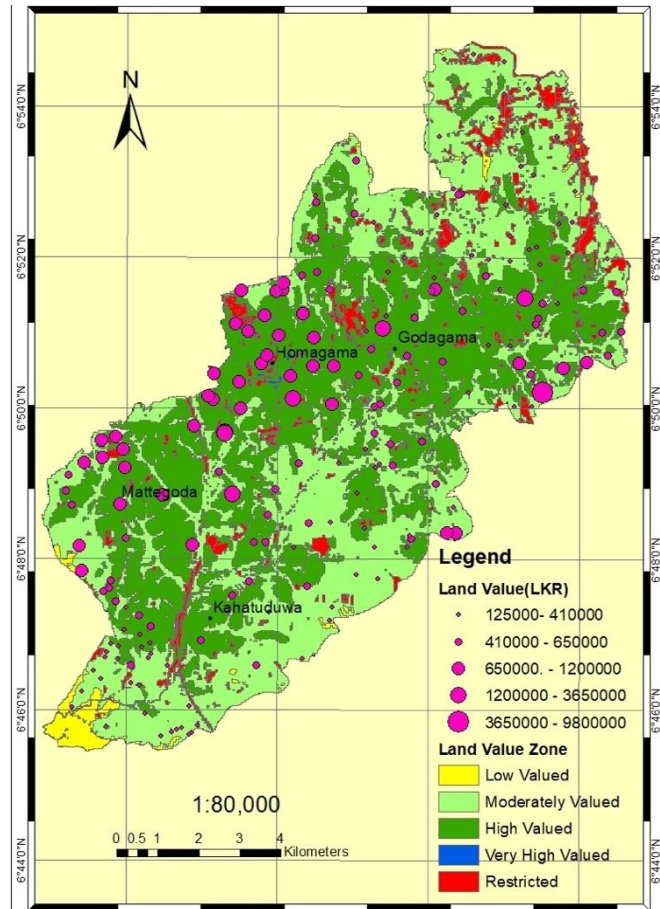 N
6°54'0"N
6°54'0"N
6°52'0"N
6°52'0"N
Godagama
Homagama
6°50'0"N
6°50'0"N
Mattegoda
6°48'0"N
6°48'0"N
Kahatuduwa
6°46'0"N
6°46'0"N
6°44'0"N
6°44'0"N
1:80,000
0 0.5 1 2 3 4
Kilometers
Legend
Land Value(LKR)
125000- 410000
410000 - 650000
650000. - 1200000
1200000 - 3650000
3650000 - 9800000
Land Value Zone
Low Valued
Moderately Valued
High Valued
Very High Valued
Restricted